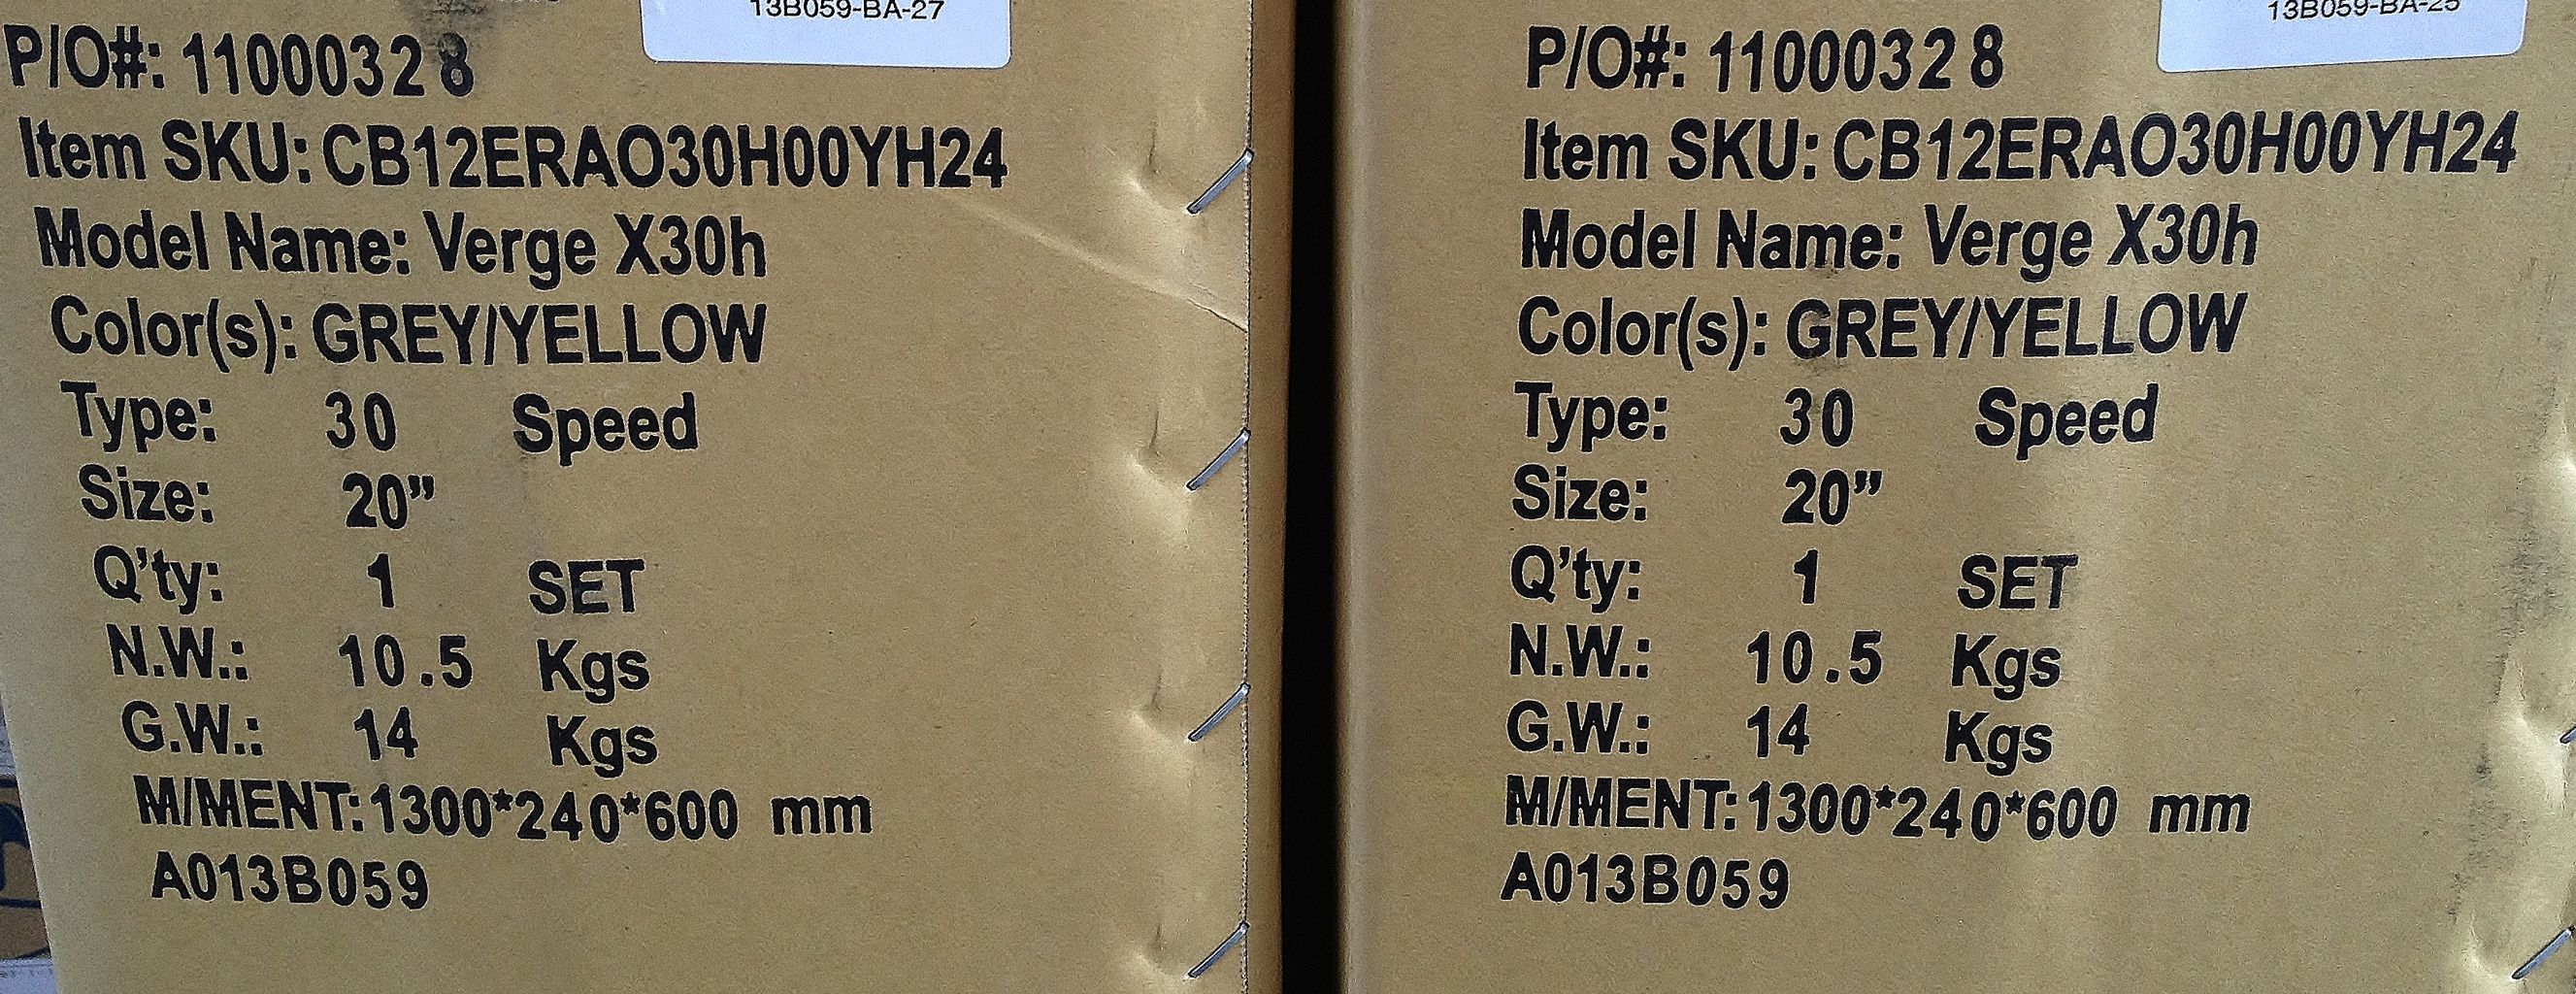 13B059-BA-27
P/O#: 11000328
Item SKU: CB12ERAO30H00YH24
Model Name: Verge X30h
Color(s): GREY/YELLOW
Type: 30 Speed
Size: 20”
Q’ty: 1 SET
N.W.: 10.5 Kgs
G.W.: 14 Kgs
M/MENT: 1300*240*600 mm
A013B059
13B059-BA-25
P/O#: 11000328
Item SKU: CB12ERAO30H00YH24
Model Name: Verge X30h
Color(s): GREY/YELLOW
Type: 30 Speed
Size: 20”
Q’ty: 1 SET
N.W.: 10.5 Kgs
G.W.: 14 Kgs
M/MENT: 1300*240*600 mm
A013B059